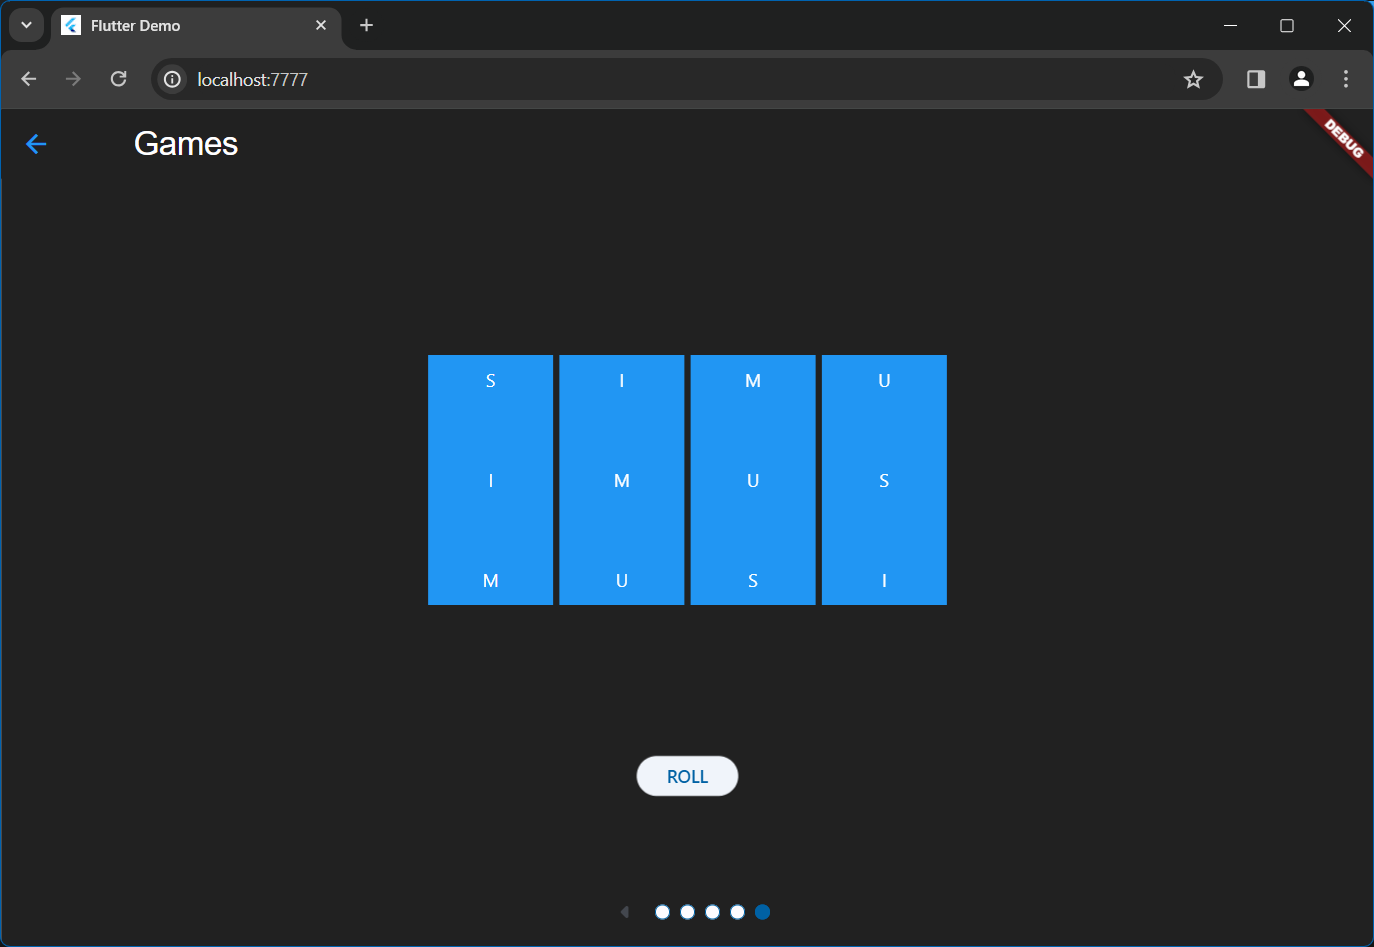 Flutter Demo
localhost:7777
Games
DEBUG
S I M U
I M U S
M U S I
ROLL